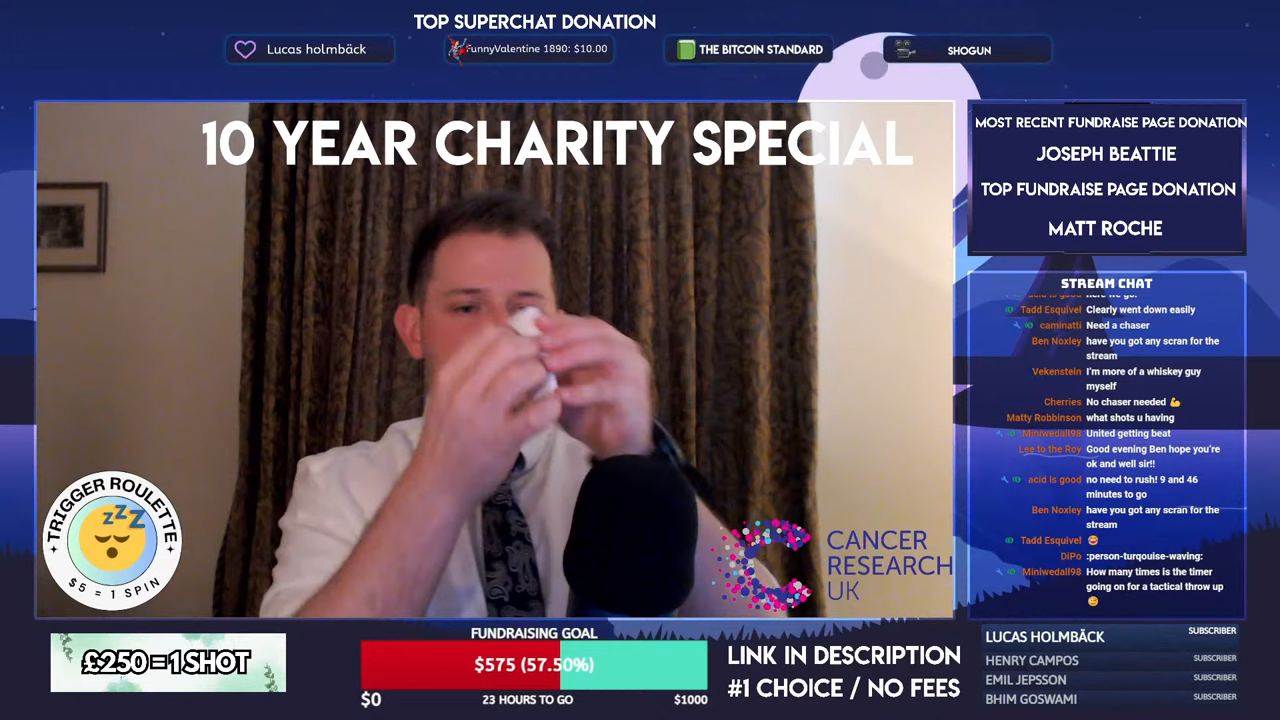 TOP SUPERCHAT DONATION
Lucas holmbäck
FunnyValentine 1890: $10.00
THE BITCOIN STANDARD
SHOGUN
10 YEAR CHARITY SPECIAL
MOST RECENT FUNDRAISE PAGE DONATION
JOSEPH BEATTIE
TOP FUNDRAISE PAGE DONATION
MATT ROCHE
STREAM CHAT
acid is good here we go!
Tadd Esquivel Clearly went down easily
caminatti Need a chaser
Ben Noxley have you got any scran for the
stream
Vekenstein I'm more of a whiskey guy
myself
Cherries No chaser needed 💪
Matty Robbinson what shots u having
Miniwedall98 United getting beat
Lee to the Roy Good evening Ben hope you're
ok and well sir!!
acid is good no need to rush! 9 and 46
minutes to go
Ben Noxley have you got any scran for the
stream
Tadd Esquivel
DiPo :person-turqouise-waving:
Miniwedall98 How many times is the timer
going on for a tactical throw up
TRIGGER ROULETTE
zzz
$5 = 1 SPIN
CANCER
RESEARCH
UK
£250 = 1 SHOT
FUNDRAISING GOAL
$575 (57.50%)
$0
23 HOURS TO GO
$1000
LINK IN DESCRIPTION
#1 CHOICE / NO FEES
LUCAS HOLMBÄCK SUBSCRIBER
HENRY CAMPOS SUBSCRIBER
EMIL JEPSSON SUBSCRIBER
BHIM GOSWAMI SUBSCRIBER